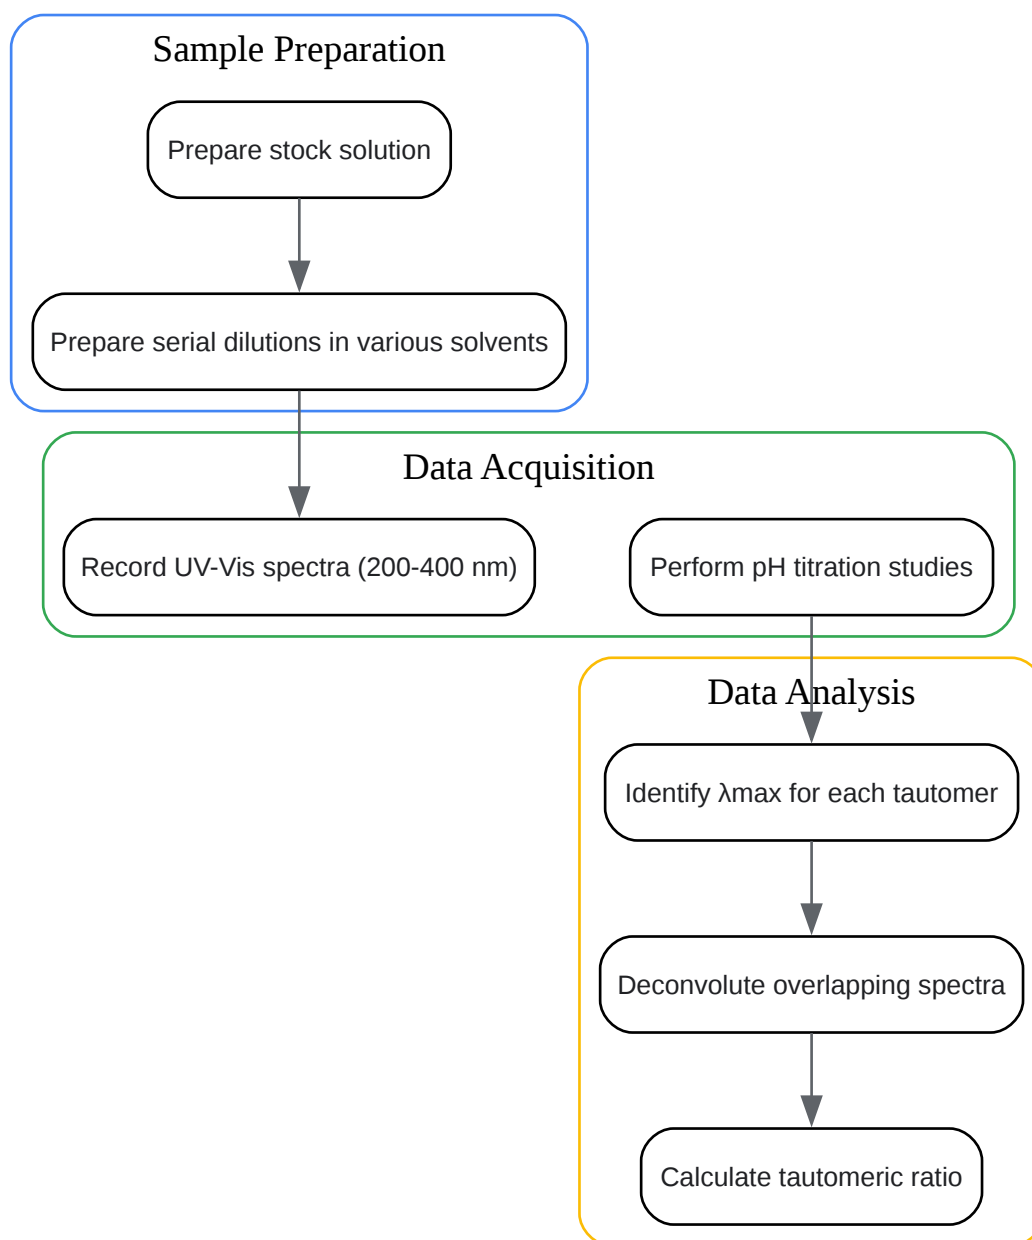 Sample Preparation
Prepare stock solution
Prepare serial dilutions in various solvents
Data Acquisition
Record UV-Vis spectra (200-400 nm)
Perform pH titration studies
Data Analysis
Identify λmax for each tautomer
Deconvolute overlapping spectra
Calculate tautomeric ratio